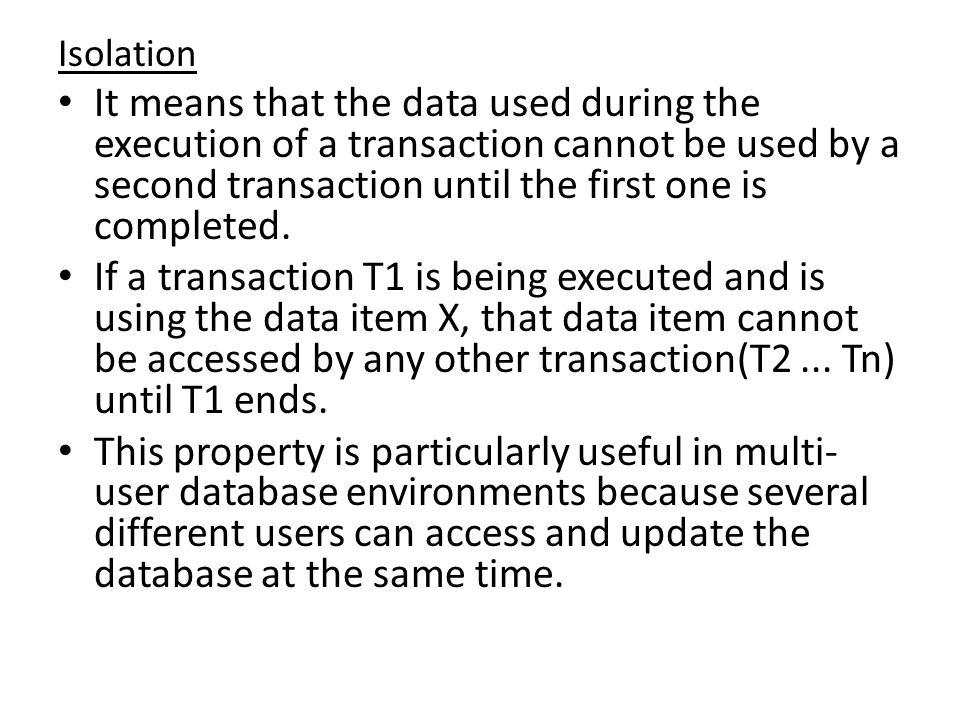 Isolation
• It means that the data used during the
execution of a transaction cannot be used by a
second transaction until the first one is
completed.
• If a transaction T1 is being executed and is
using the data item X, that data item cannot
be accessed by any other transaction(T2 ... Tn)
until T1 ends.
• This property is particularly useful in multi-
user database environments because several
different users can access and update the
database at the same time.